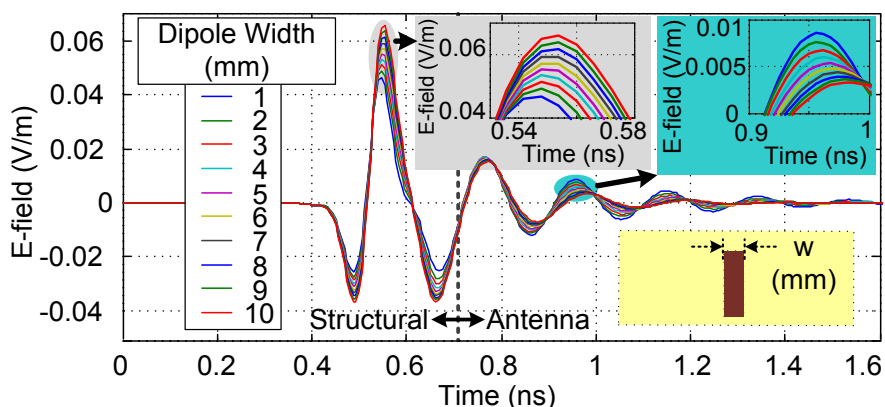 Dipole Width
(mm)
1
2
3
4
5
6
7
8
9
10
E-field (V/m)
0.06
0.04
0.02
0
-0.02
-0.04
0
0.2
0.4
0.6
0.8
1
1.2
1.4
1.6
Time (ns)
Structural
Antenna
E-field (V/m)
0.06
0.04
0.54
0.58
Time (ns)
E-field (V/m)
0.01
0.005
0
0.9
1
Time (ns)
w
(mm)